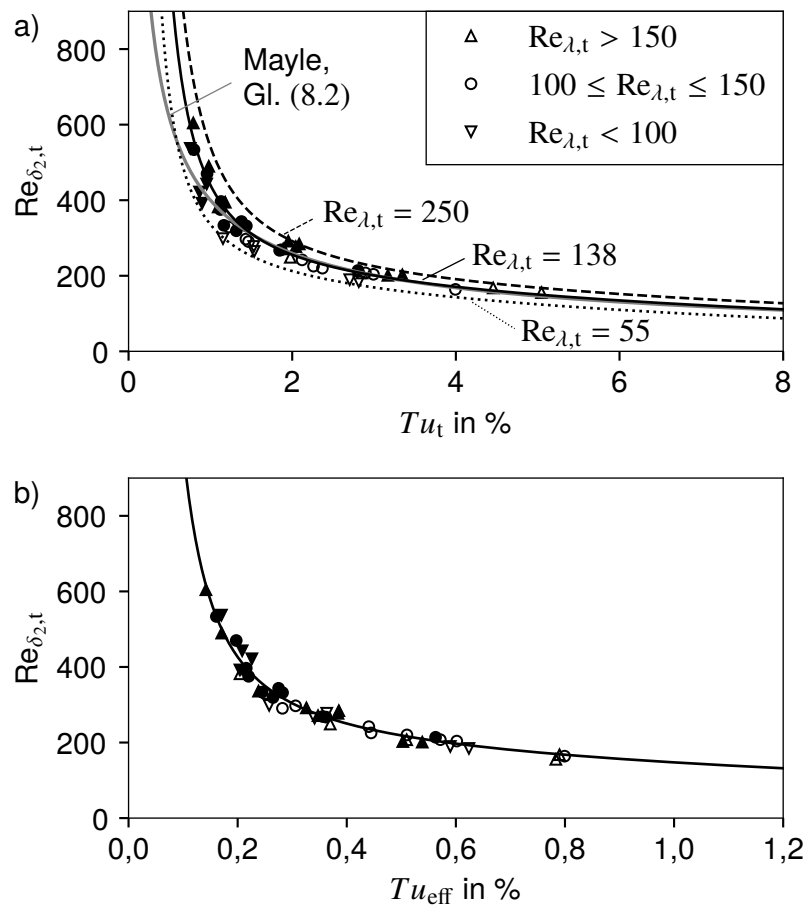 a)
800
600
400
200
0
Re_{δ2,t}
Mayle,
Gl. (8.2)
Re_{λ,t} > 150
100 ≤ Re_{λ,t} ≤ 150
Re_{λ,t} < 100
Re_{λ,t} = 250
Re_{λ,t} = 138
Re_{λ,t} = 55
0 2 4 6 8
Tu_t in %
b)
800
600
400
200
0
Re_{δ2,t}
0,0 0,2 0,4 0,6 0,8 1,0 1,2
Tu_eff in %